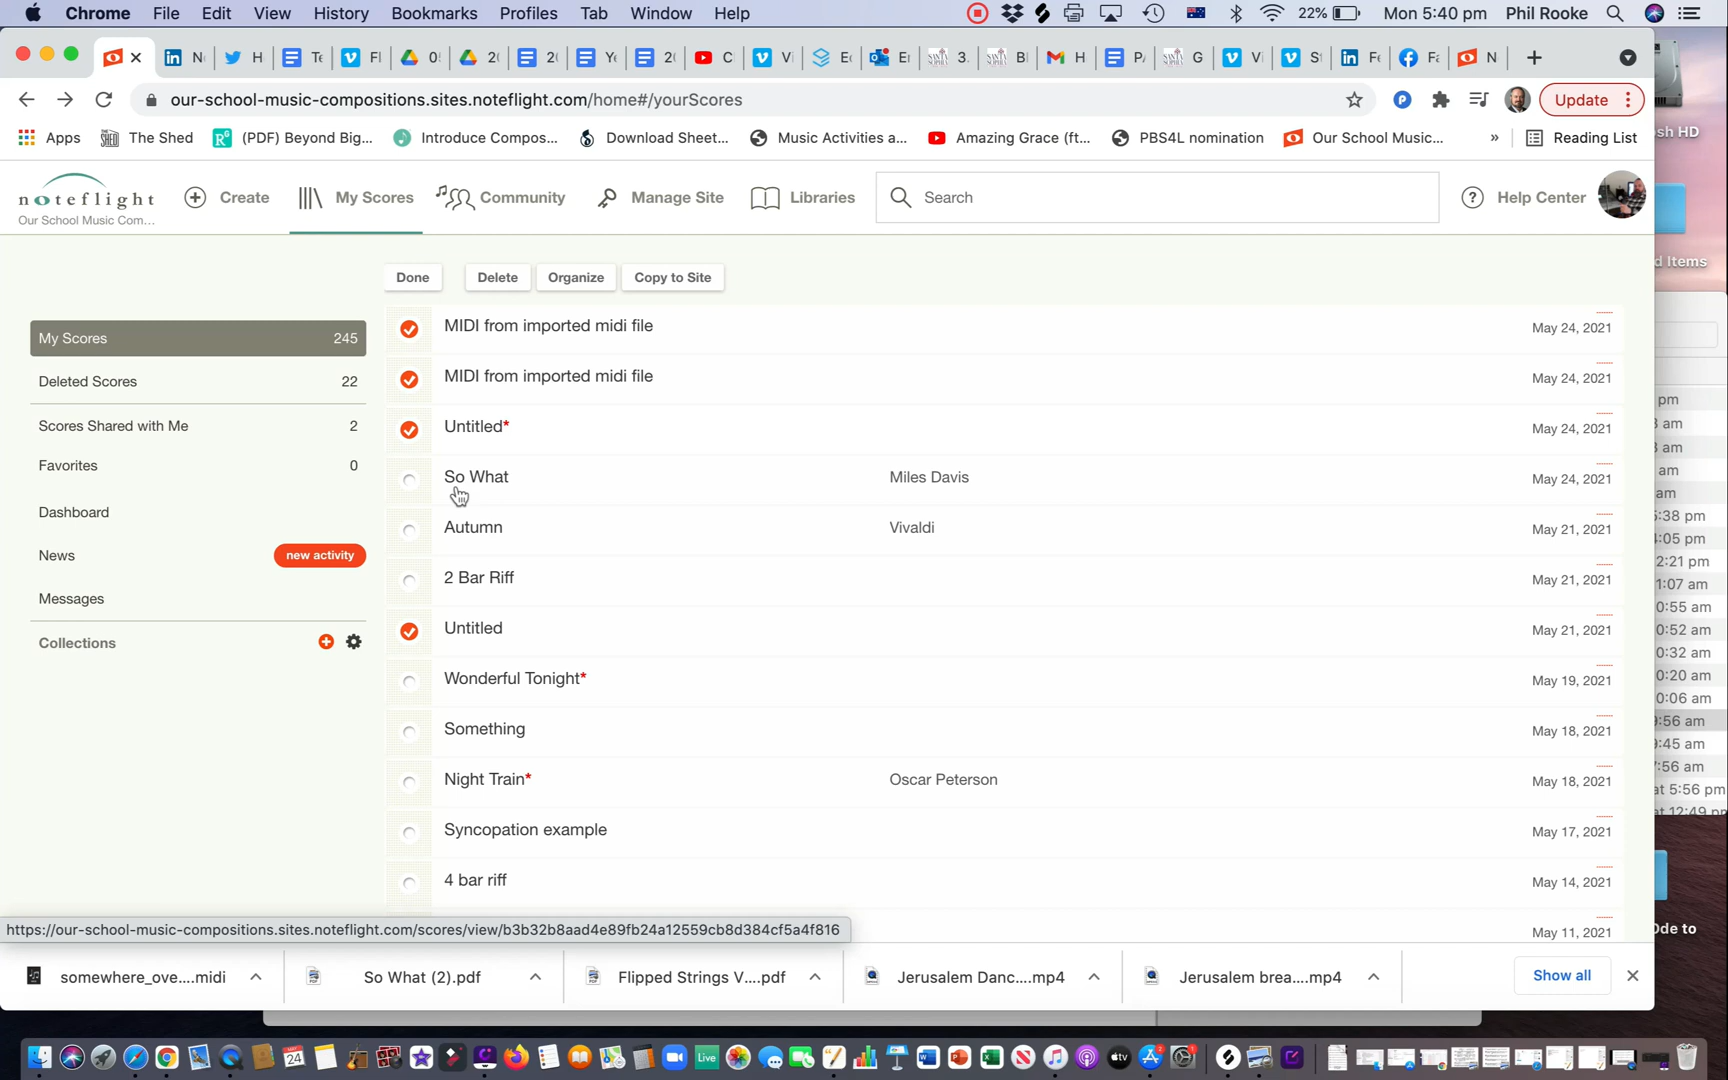 Chrome File Edit View History Bookmarks Profiles Tab Window Help 22% Mon 5:40 pm Phil Rooke
our-school-music-compositions.sites.noteflight.com/home#/yourScores Update
Apps The Shed (PDF) Beyond Big... Introduce Compos... Download Sheet... Music Activities a... Amazing Grace (ft... PBS4L nomination Our School Music... » Reading List
noteflight
Our School Music Com...
Create My Scores Community Manage Site Libraries Search Help Center
Done Delete Organize Copy to Site
My Scores 245
Deleted Scores 22
Scores Shared with Me 2
Favorites 0
Dashboard
News new activity
Messages
Collections
MIDI from imported midi file May 24, 2021
MIDI from imported midi file May 24, 2021
Untitled* May 24, 2021
So What Miles Davis May 24, 2021
Autumn Vivaldi May 21, 2021
2 Bar Riff May 21, 2021
Untitled May 21, 2021
Wonderful Tonight* May 19, 2021
Something May 18, 2021
Night Train* Oscar Peterson May 18, 2021
Syncopation example May 17, 2021
4 bar riff May 14, 2021
May 11, 2021
https://our-school-music-compositions.sites.noteflight.com/scores/view/b3b32b8aad4e89fb24a12559cb8d384cf5a4f816
somewhere_ove....midi So What (2).pdf Flipped Strings V....pdf Jerusalem Danc....mp4 Jerusalem brea....mp4 Show all